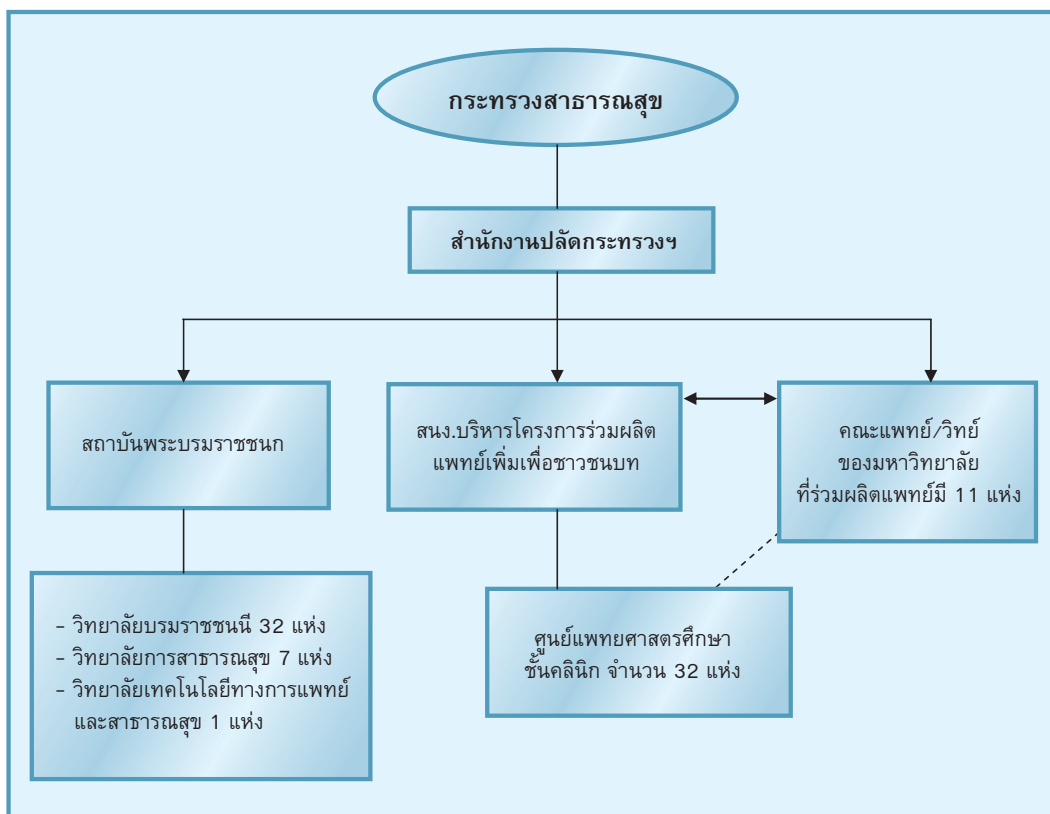 กระทรวงสาธารณสุข
สำนักงานปลัดกระทรวงฯ
สถาบันพระบรมราชชนก
สนง.บริหารโครงการร่วมผลิต
แพทย์เพิ่มเพื่อชาวชนบท
คณะแพทย์/วิทย์
ของมหาวิทยาลัย
ที่ร่วมผลิตแพทย์มี 11 แห่ง
- วิทยาลัยบรมราชชนนี 32 แห่ง
- วิทยาลัยการสาธารณสุข 7 แห่ง
- วิทยาลัยเทคโนโลยีทางการแพทย์
และสาธารณสุข 1 แห่ง
ศูนย์แพทยศาสตรศึกษา
ชั้นคลินิก จำนวน 32 แห่ง